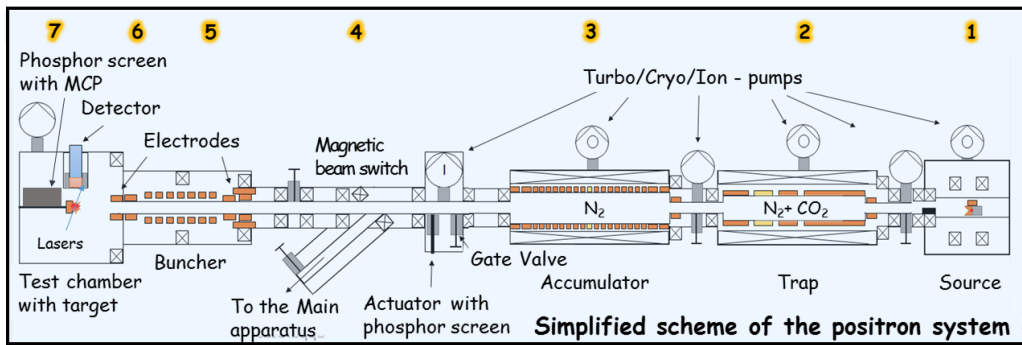 7 6 5 4 3 2 1
Phosphor screen
with MCP
Detector
Electrodes
Magnetic
beam switch
Turbo/Cryo/Ion - pumps
I
N2
N2+ CO2
Lasers
Buncher
Gate Valve
Accumulator
Trap
Source
Test chamber
with target
To the Main
apparatus
Actuator with
phosphor screen
Simplified scheme of the positron system